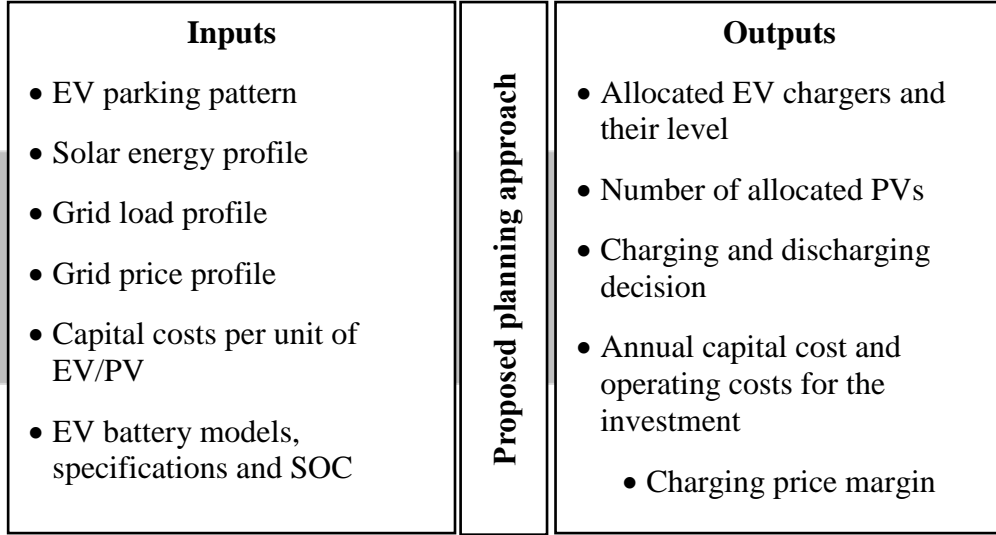 Inputs
• EV parking pattern
• Solar energy profile
• Grid load profile
• Grid price profile
• Capital costs per unit of
EV/PV
• EV battery models,
specifications and SOC
Proposed planning approach
Outputs
• Allocated EV chargers and
their level
• Number of allocated PVs
• Charging and discharging
decision
• Annual capital cost and
operating costs for the
investment
• Charging price margin